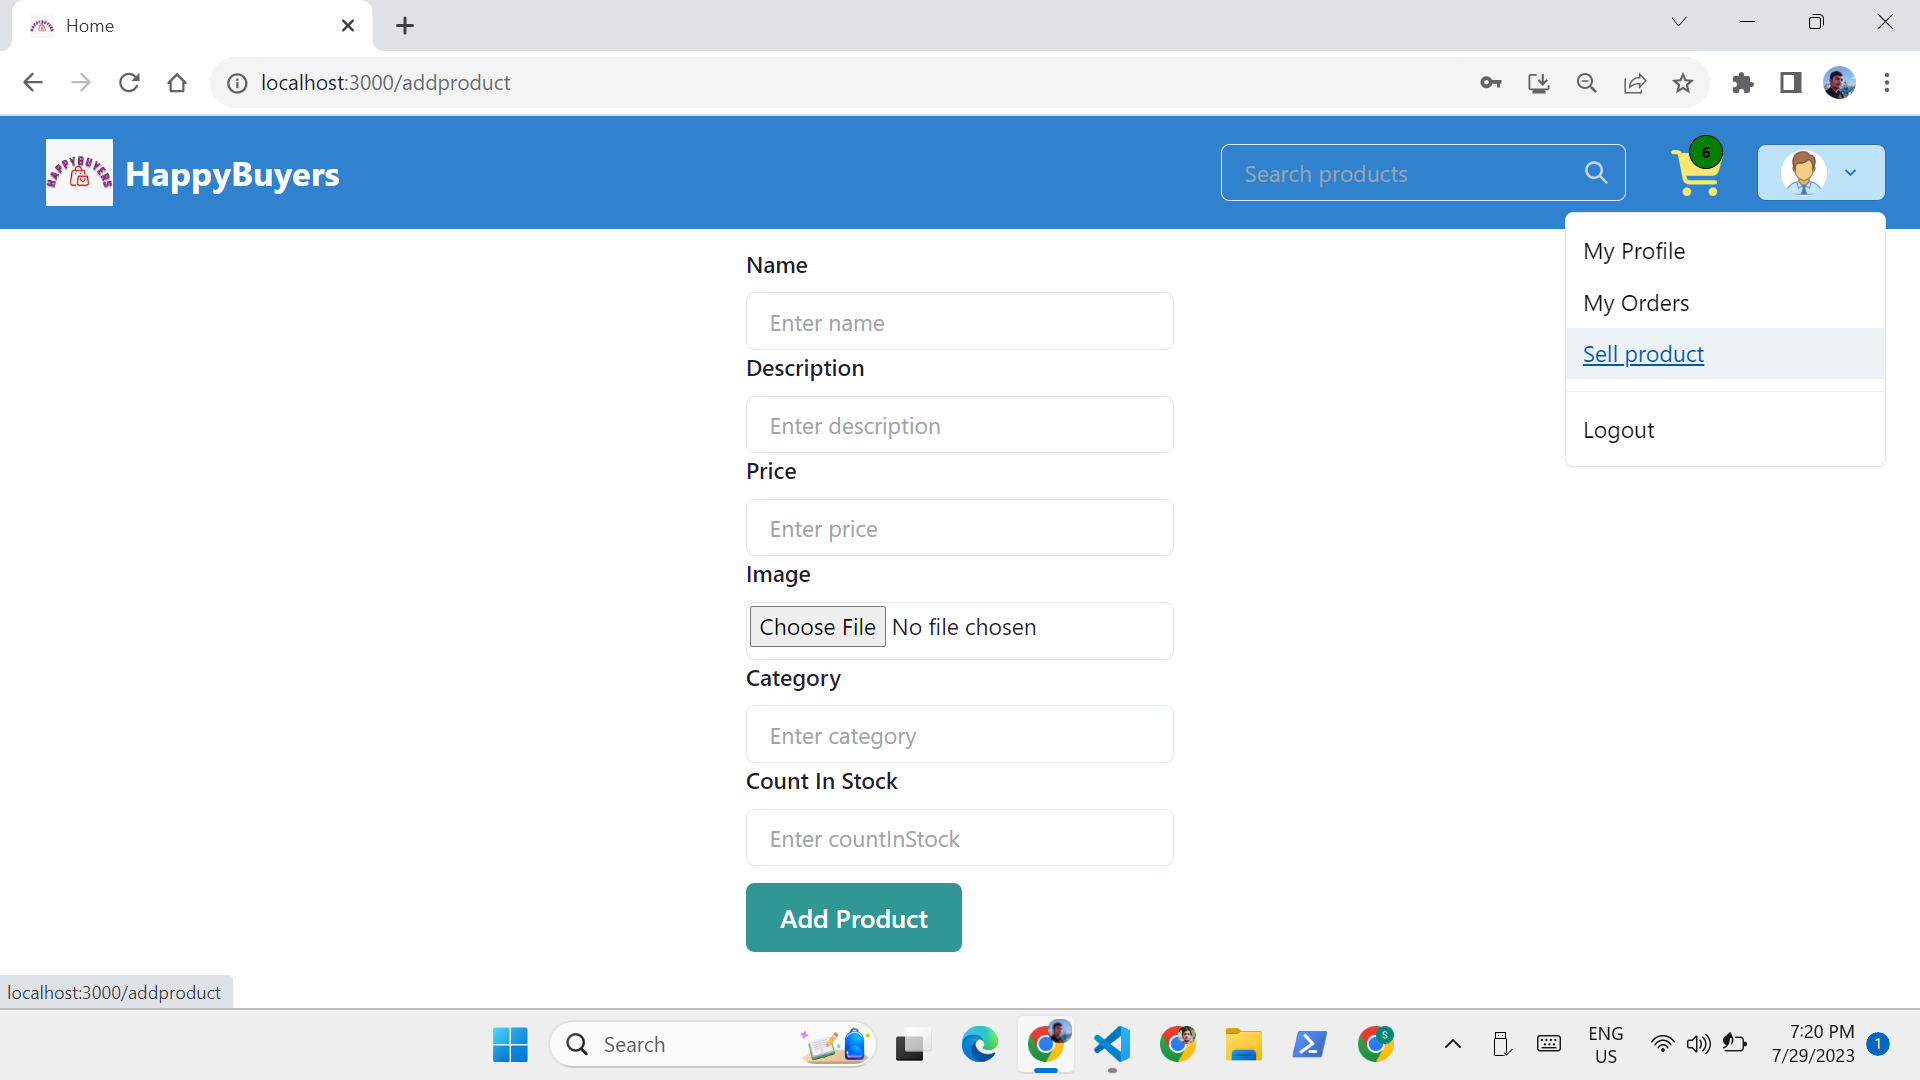 Home
localhost:3000/addproduct
HAPPYBUYERS
HappyBuyers
Search products
6
My Profile
My Orders
Sell product
Logout
Name
Enter name
Description
Enter description
Price
Enter price
Image
Choose File No file chosen
Category
Enter category
Count In Stock
Enter countInStock
Add Product
localhost:3000/addproduct
Search
S
ENG
US
7:20 PM
7/29/2023
1